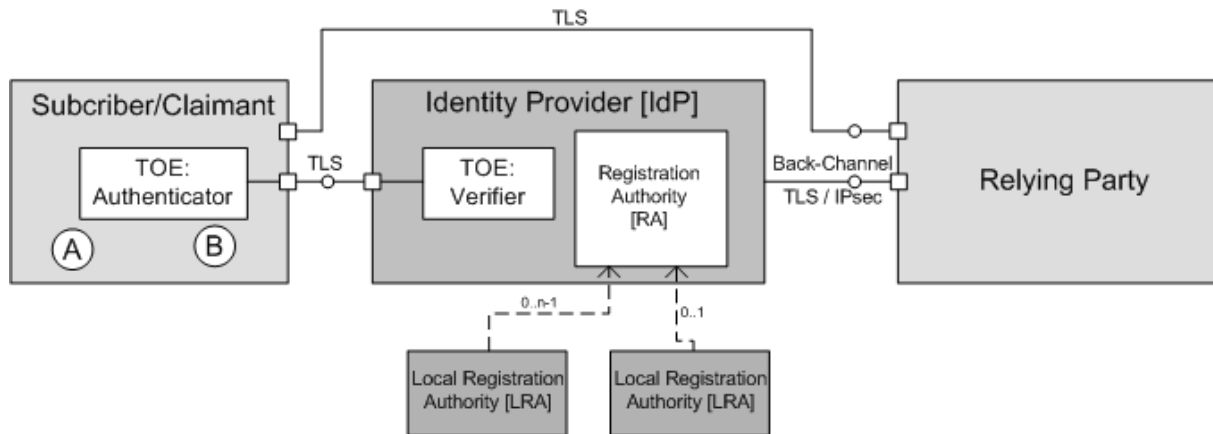 TLS
Subcriber/Claimant
TOE:
Authenticator
A
B
TLS
Identity Provider [IdP]
TOE:
Verifier
Registration
Authority
[RA]
Back-Channel
TLS / IPsec
Relying Party
0..n-1
0..1
Local Registration
Authority [LRA]
Local Registration
Authority [LRA]